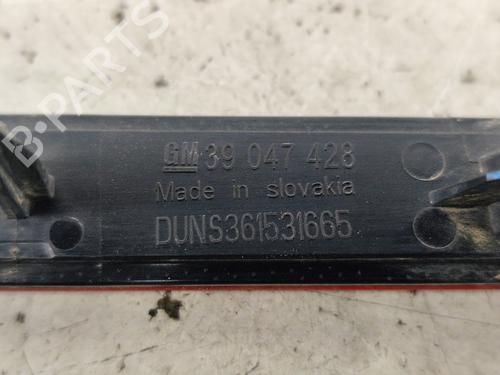 B-PARTS
GM 39 047 428
Made in slovakia
DUNS361531665